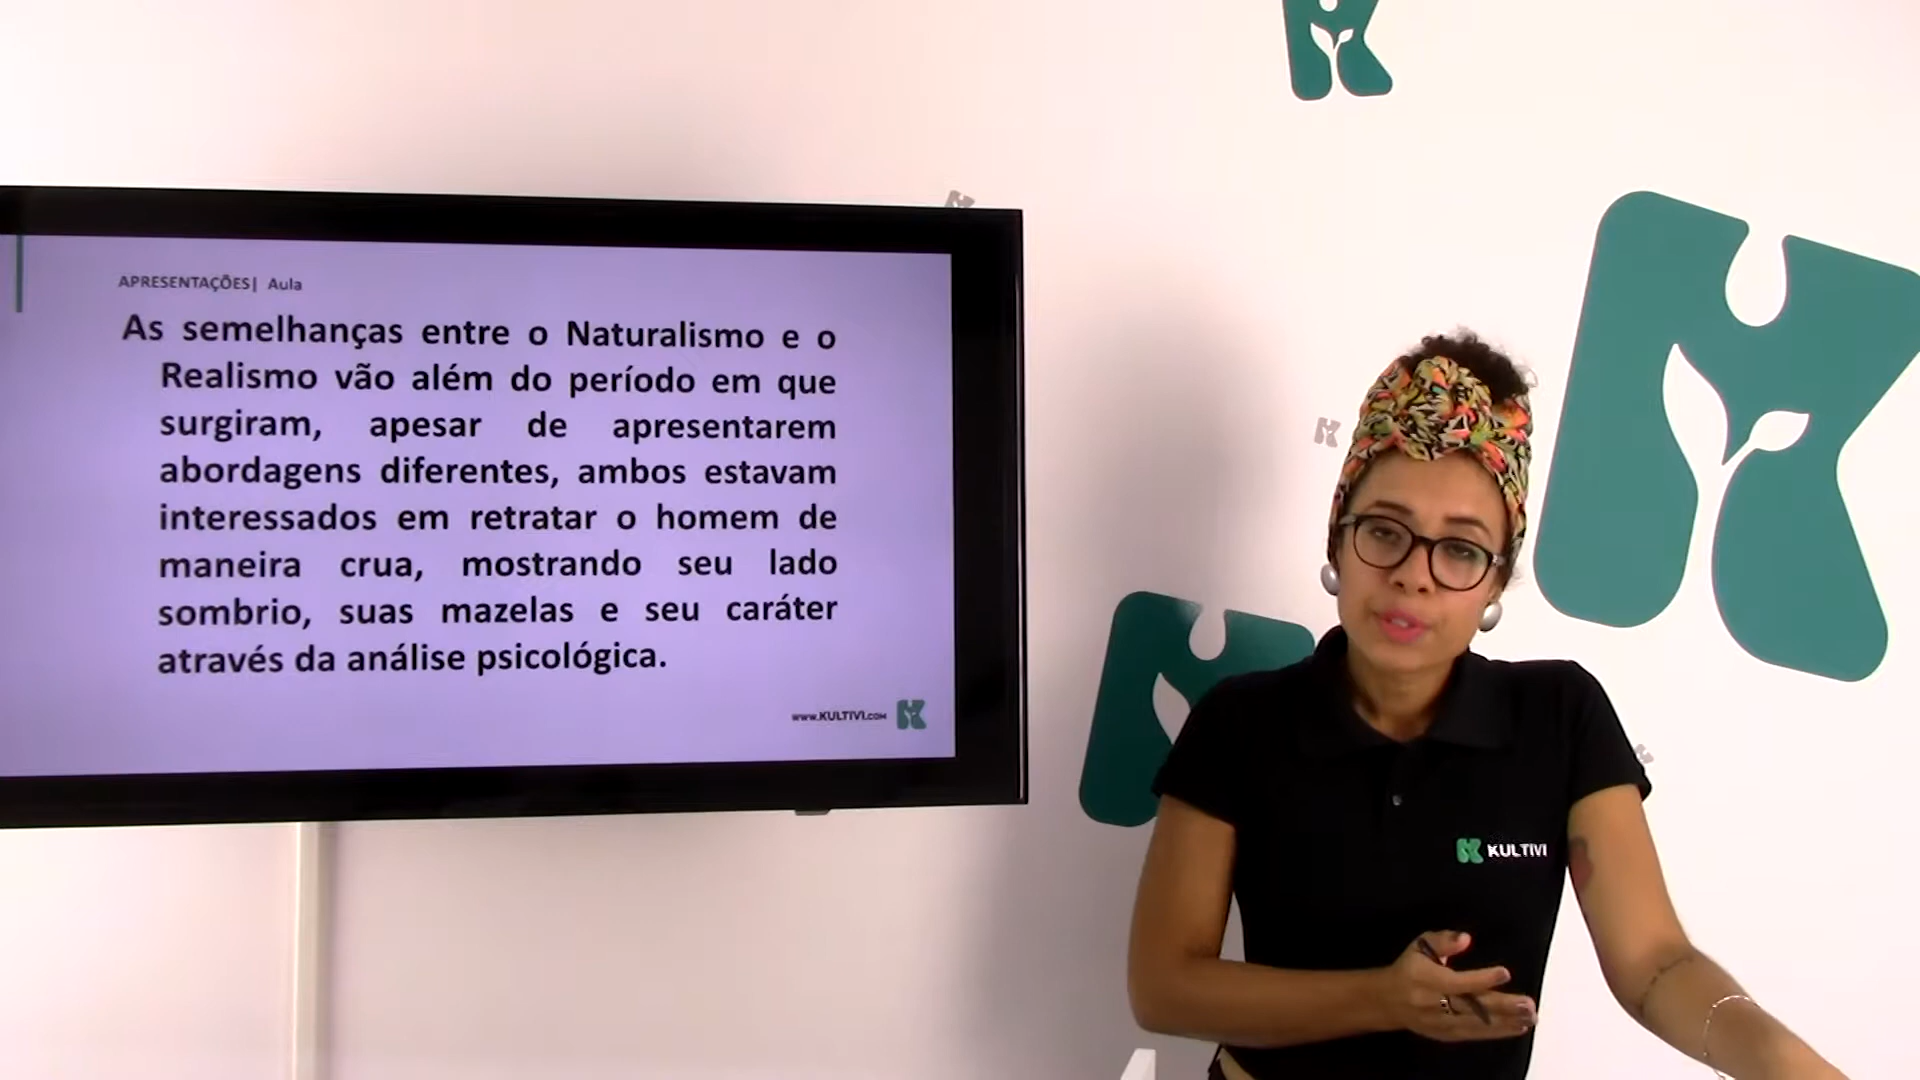 APRESENTAÇÕES| Aula
As semelhanças entre o Naturalismo e o
Realismo vão além do período em que
surgiram, apesar de apresentarem
abordagens diferentes, ambos estavam
interessados em retratar o homem de
maneira crua, mostrando seu lado
sombrio, suas mazelas e seu caráter
através da análise psicológica.
www.KULTIVI.COM
KULTIVI